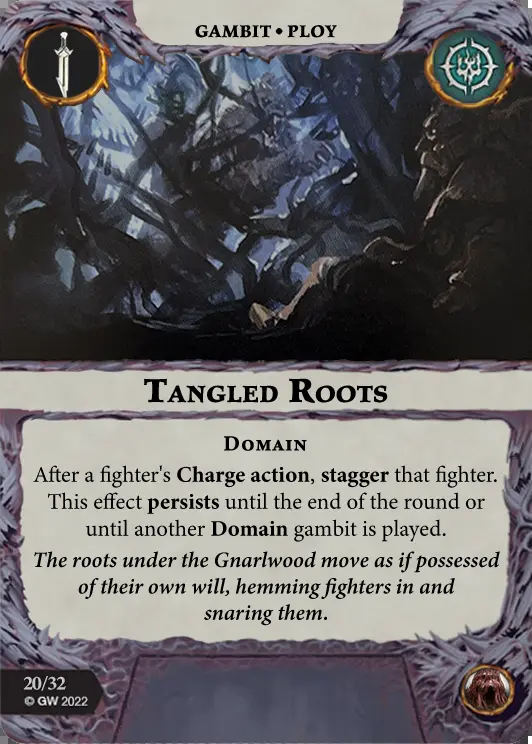 GAMBIT • PLOY
TANGLED ROOTS
DOMAIN
After a fighter's Charge action, stagger that fighter.
This effect persists until the end of the round or
until another Domain gambit is played.
The roots under the Gnarlwood move as if possessed
of their own will, hemming fighters in and
snaring them.
20/32
© GW 2022